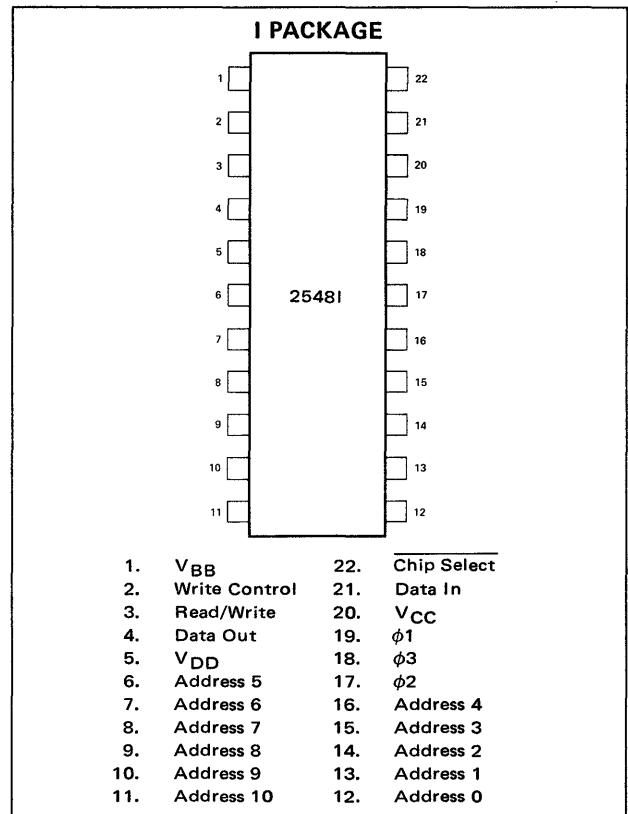 I PACKAGE
1 22
2 21
3 20
4 19
5 18
6 2548I 17
7 16
8 15
9 14
10 13
11 12
1. VBB 22. Chip Select
2. Write Control 21. Data In
3. Read/Write 20. VCC
4. Data Out 19. ϕ1
5. VDD 18. ϕ3
6. Address 5 17. ϕ2
7. Address 6 16. Address 4
8. Address 7 15. Address 3
9. Address 8 14. Address 2
10. Address 9 13. Address 1
11. Address 10 12. Address 0